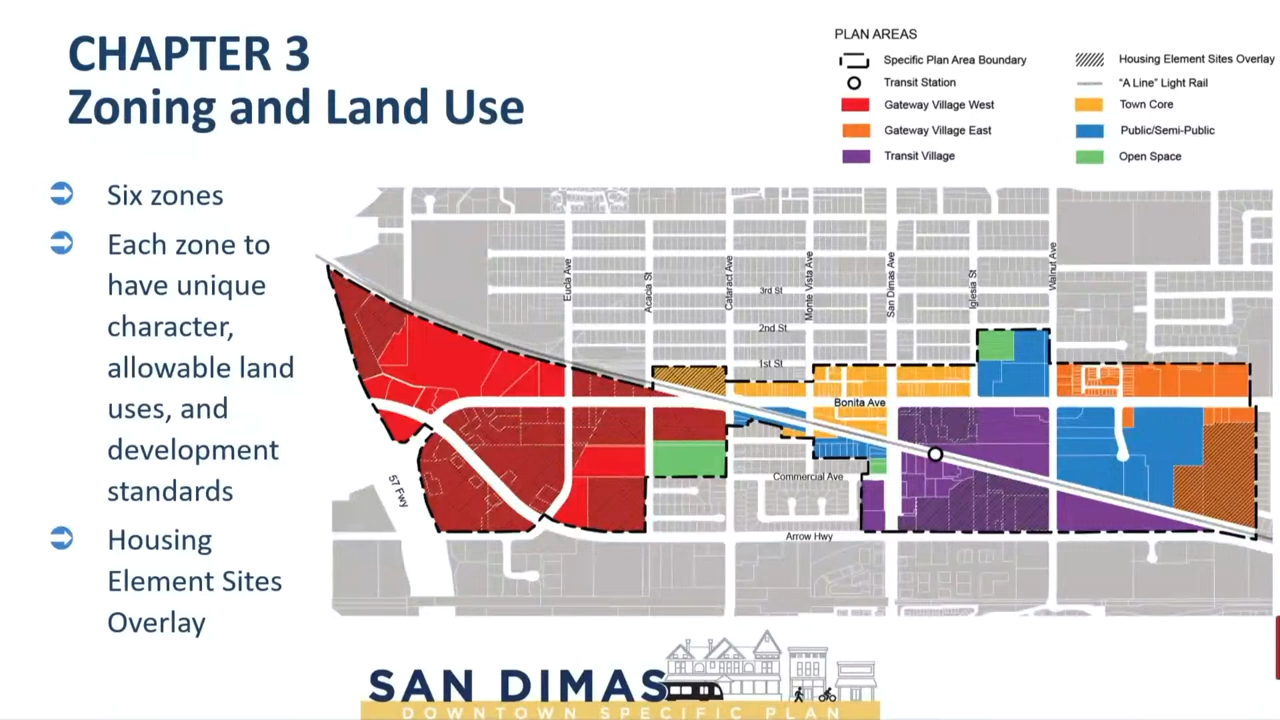 CHAPTER 3
Zoning and Land Use
Six zones
Each zone to
have unique
character,
allowable land
uses, and
development
standards
Housing
Element Sites
Overlay
PLAN AREAS
Specific Plan Area Boundary
Transit Station
Gateway Village West
Gateway Village East
Transit Village
Housing Element Sites Overlay
"A Line" Light Rail
Town Core
Public/Semi-Public
Open Space
Eucla Ave
Acacia St
Cataract Ave
Monte Vista Ave
San Dimas Ave
Iglesia St
Walnut Ave
3rd St
2nd St
1st St
Bonita Ave
Commercial Ave
57 Fwy
Arrow Hwy
SAN DIMAS
DOWNTOWN SPECIFIC PLAN